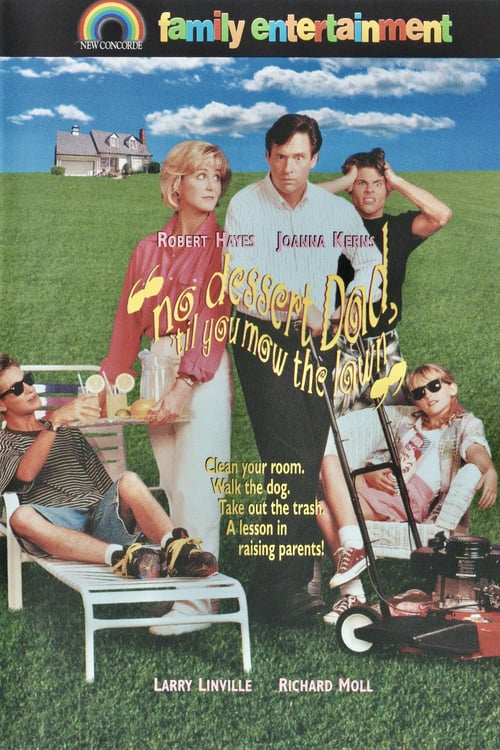 NEW CONCORDE
family entertainment
ROBERT HAYES JOANNA KERNS
"no dessert Dad,
'til you mow the lawn"
Clean your room.
Walk the dog.
Take out the trash.
A lesson in
raising parents!
LARRY LINVILLE RICHARD MOLL